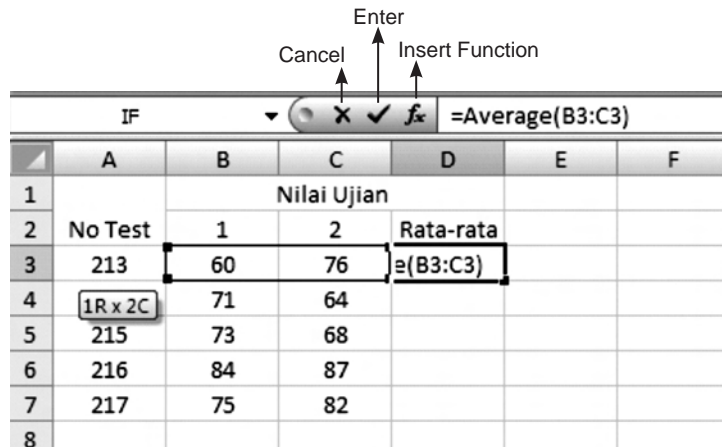 Enter
Cancel Insert Function
IF =Average(B3:C3)
A B C D E F
1 Nilai Ujian
2 No Test 1 2 Rata-rata
3 213 60 76 e(B3:C3)
4 1R x 2C 71 64
5 215 73 68
6 216 84 87
7 217 75 82
8